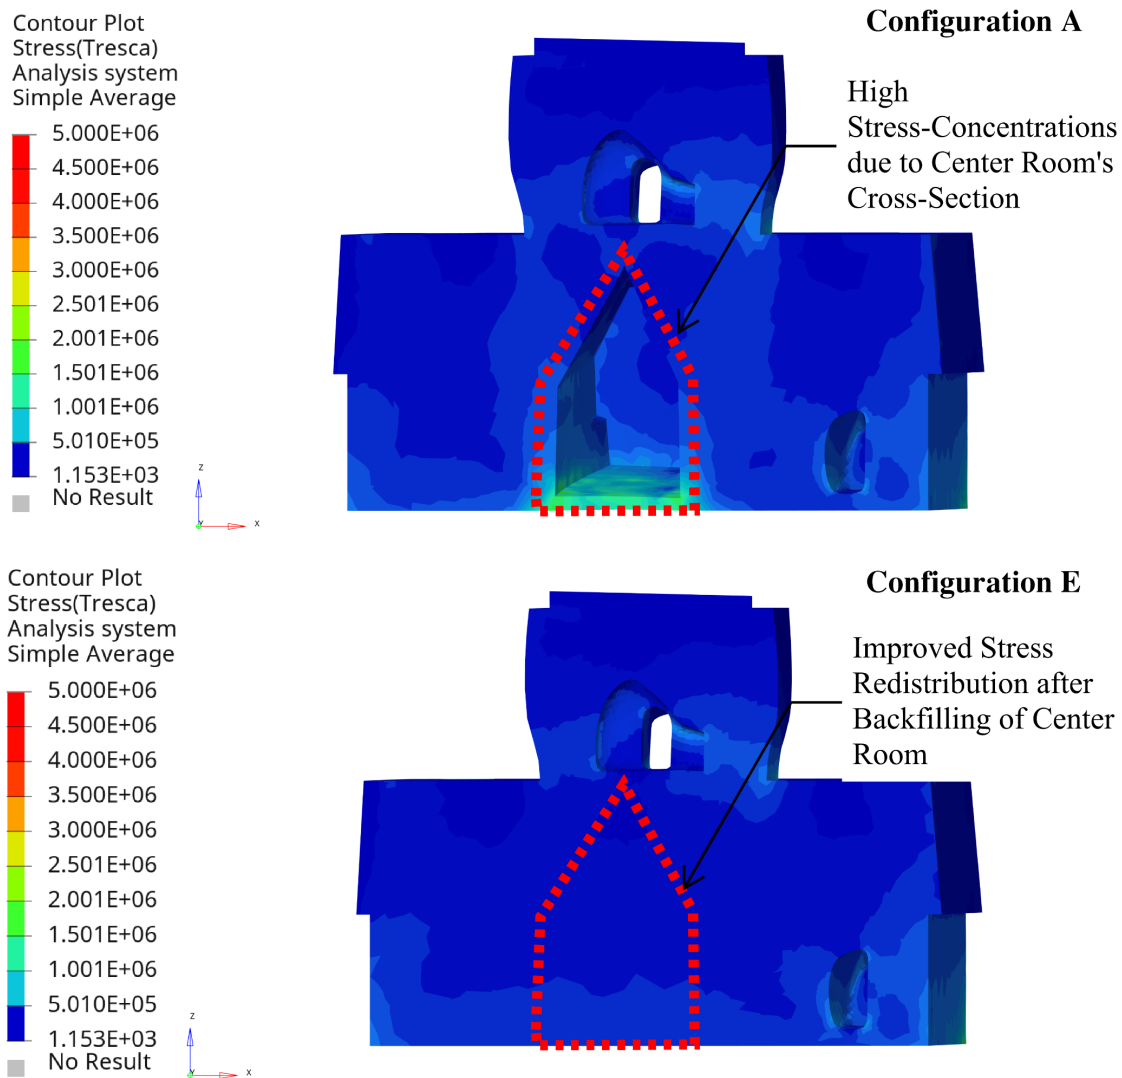 Contour Plot
Stress(Tresca)
Analysis system
Simple Average
5.000E+06
4.500E+06
4.000E+06
3.500E+06
3.000E+06
2.501E+06
2.001E+06
1.501E+06
1.001E+06
5.010E+05
1.153E+03
No Result
Z
Y
X
Configuration A
High
Stress-Concentrations
due to Center Room's
Cross-Section
Contour Plot
Stress(Tresca)
Analysis system
Simple Average
5.000E+06
4.500E+06
4.000E+06
3.500E+06
3.000E+06
2.501E+06
2.001E+06
1.501E+06
1.001E+06
5.010E+05
1.153E+03
No Result
Z
Y
X
Configuration E
Improved Stress
Redistribution after
Backfilling of Center
Room